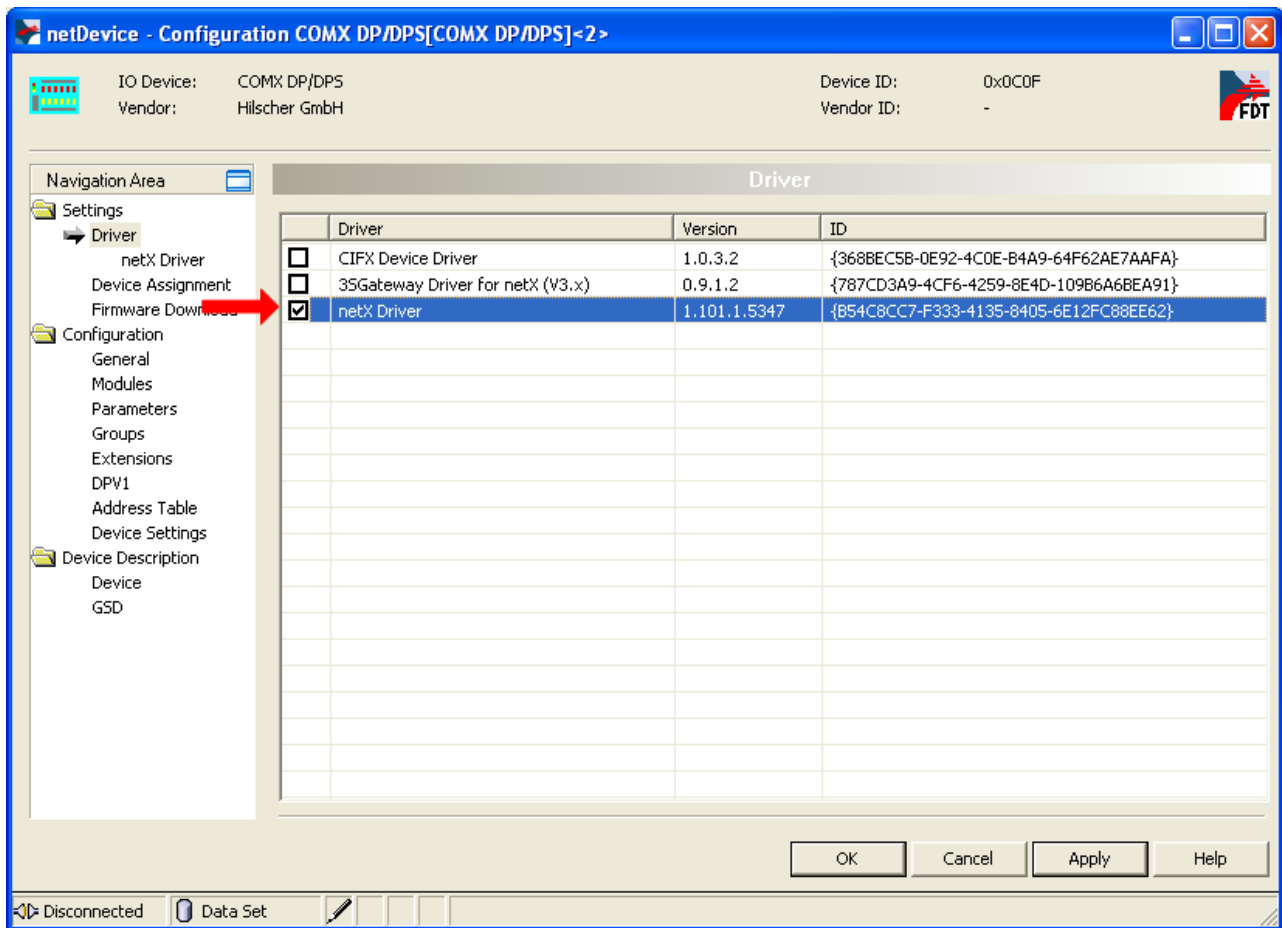 netDevice - Configuration COMX DP/DPS[COMX DP/DPS]<2>
IO Device: COMX DP/DPS Device ID: 0x0C0F
Vendor: Hilscher GmbH Vendor ID: -
FDT
Navigation Area
Driver
Settings
Driver
netX Driver
Device Assignment
Firmware Download
Configuration
General
Modules
Parameters
Groups
Extensions
DPV1
Address Table
Device Settings
Device Description
Device
GSD
Driver Version ID
CIFX Device Driver 1.0.3.2 {368BEC5B-0E92-4C0E-B4A9-64F62AE7AAFA}
3SGateway Driver for netX (V3.x) 0.9.1.2 {787CD3A9-4CF6-4259-8E4D-109B6A6BEA91}
netX Driver 1.101.1.5347 {B54C8CC7-F333-4135-8405-6E12FC88EE62}
OK Cancel Apply Help
Disconnected Data Set